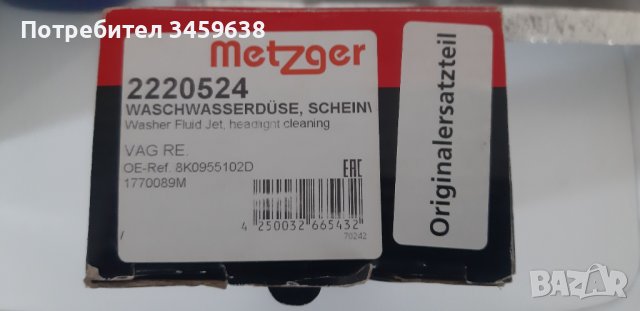 Потребител 3459638
metzger
2220524
WASCHWASSERDÜSE, SCHEIN
Washer Fluid Jet, headlight cleaning
VAG RE.
OE-Ref. 8K0955102D
1770089M
EAC
4 250032 665432
70242
Originalersatzteil
BAZAR